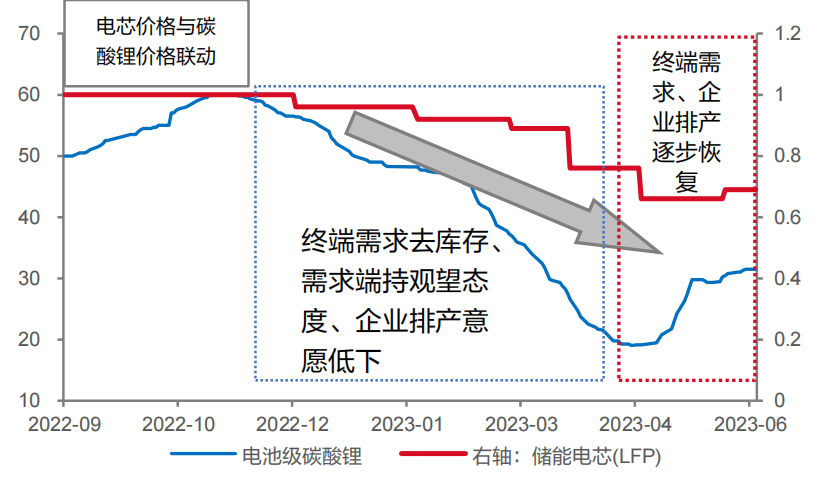 电芯价格与碳
酸锂价格联动
70
60
50
40
30
20
10
1.2
1
0.8
0.6
0.4
0.2
0
终端需
求、企
业排产
逐步恢
复
终端需求去库存、
需求端持观望态
度、企业排产意
愿低下
2022-09
2022-10
2022-12
2023-01
2023-03
2023-04
2023-06
电池级碳酸锂
右轴：储能电芯(LFP)